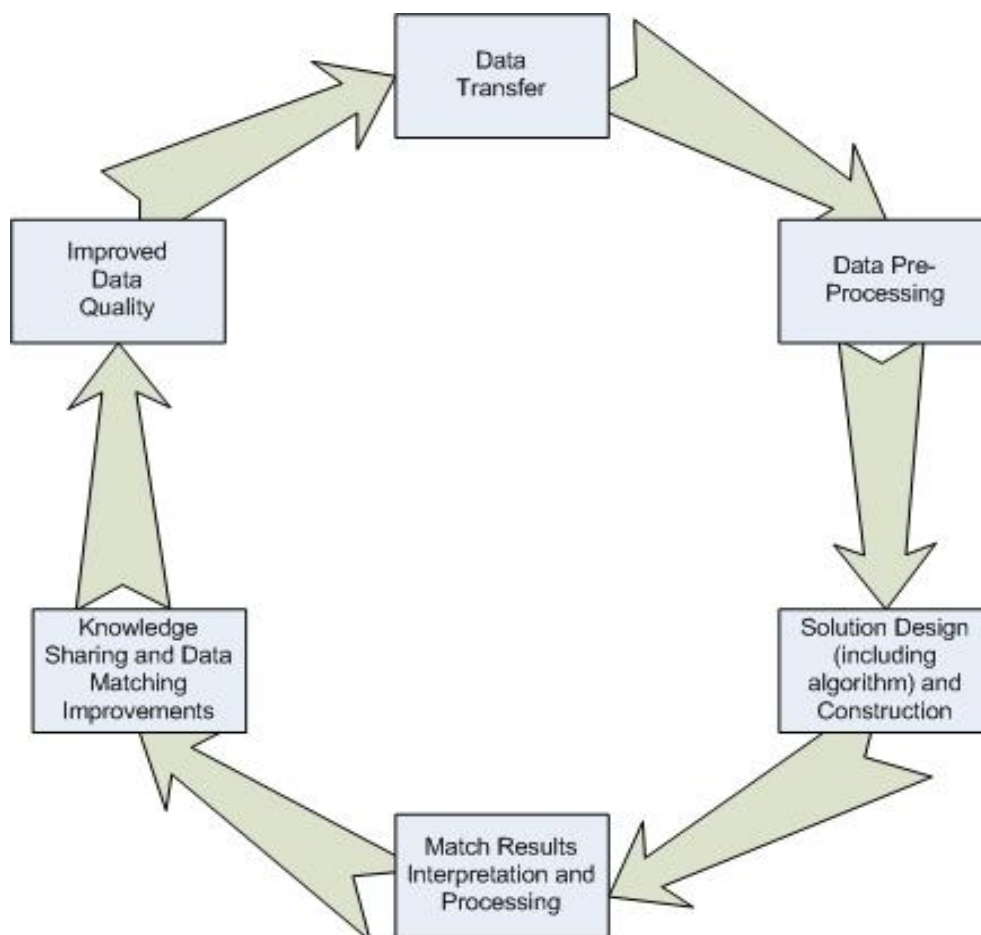 Data
Transfer
Data Pre-
Processing
Solution Design
(including
algorithm) and
Construction
Match Results
Interpretation and
Processing
Knowledge
Sharing and Data
Matching
Improvements
Improved
Data
Quality